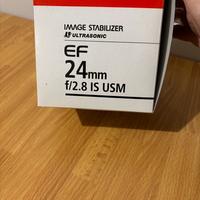 IMAGE STABILIZER
ULTRASONIC
EF
24mm
f/2.8 IS USM